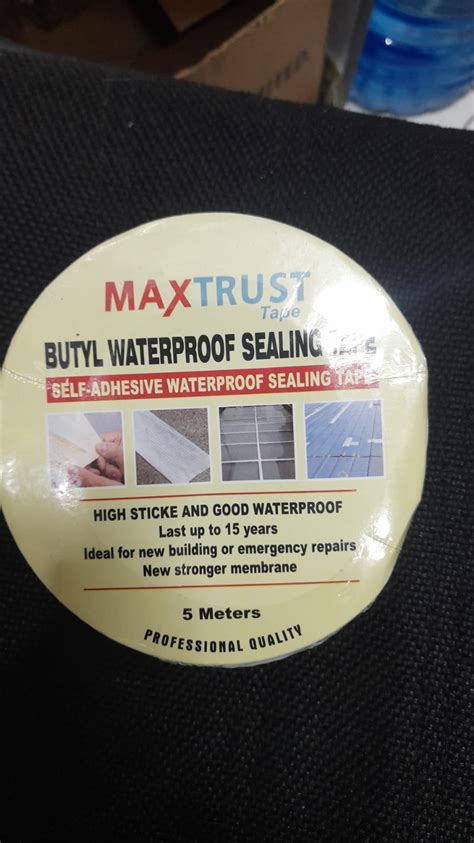 MAXTRUST
Tape
BUTYL WATERPROOF SEALING TAPE
SELF-ADHESIVE WATERPROOF SEALING TAPE
HIGH STICKE AND GOOD WATERPROOF
Last up to 15 years
Ideal for new building or emergency repairs
New stronger membrane
5 Meters
PROFESSIONAL QUALITY